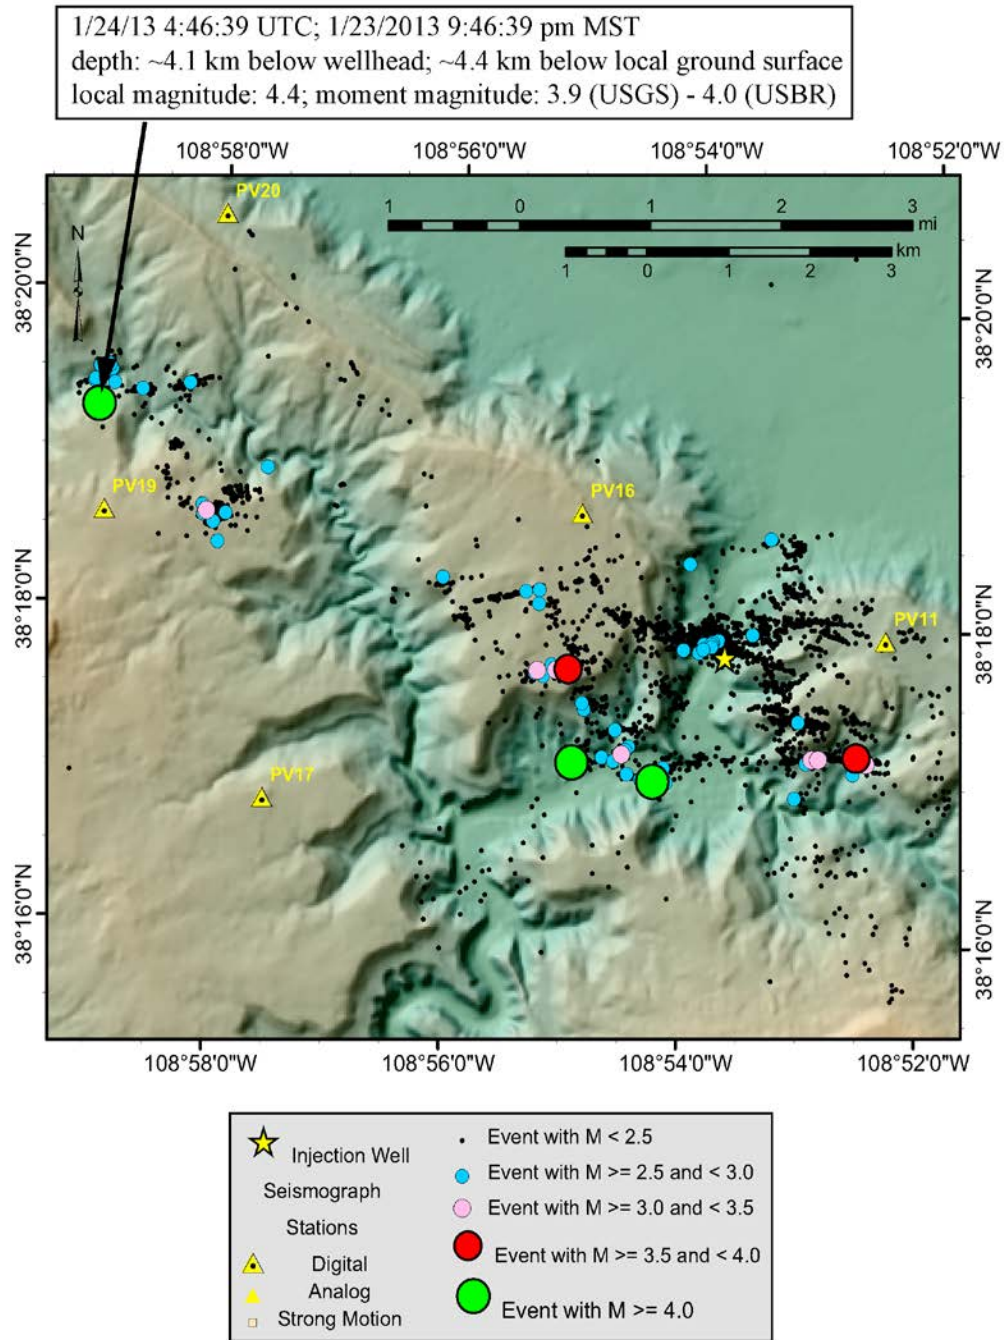 1/24/13 4:46:39 UTC; 1/23/2013 9:46:39 pm MST
depth: ~4.1 km below wellhead; ~4.4 km below local ground surface
local magnitude: 4.4; moment magnitude: 3.9 (USGS) - 4.0 (USBR)
108°58'0"W 108°56'0"W 108°54'0"W 108°52'0"W
PV20
1 0 1 2 3 mi
N
1 0 1 2 3 km
38°20'0"N
38°20'0"N
PV19
PV16
38°18'0"N
38°18'0"N
PV11
PV17
38°16'0"N
38°16'0"N
108°58'0"W 108°56'0"W 108°54'0"W 108°52'0"W
Injection Well
Seismograph
Stations
Digital
Analog
Strong Motion
Event with M < 2.5
Event with M >= 2.5 and < 3.0
Event with M >= 3.0 and < 3.5
Event with M >= 3.5 and < 4.0
Event with M >= 4.0